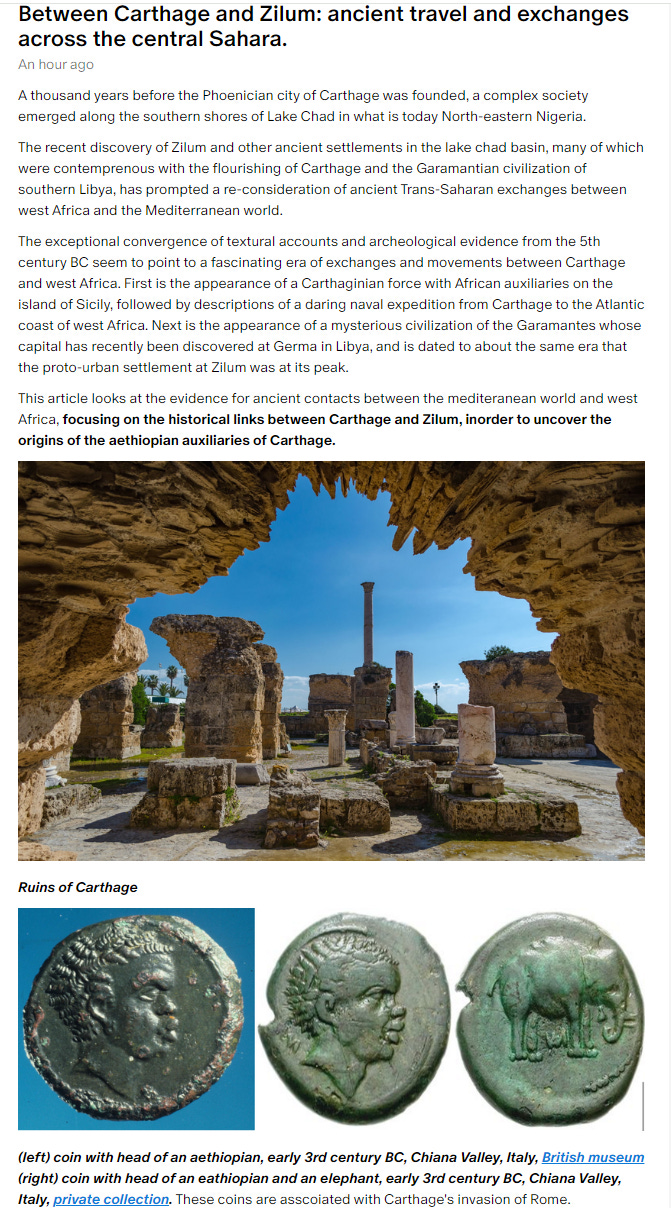 Between Carthage and Zilum: ancient travel and exchanges
across the central Sahara.
An hour ago
A thousand years before the Phoenician city of Carthage was founded, a complex society
emerged along the southern shores of Lake Chad in what is today North-eastern Nigeria.
The recent discovery of Zilum and other ancient settlements in the lake chad basin, many of which
were contemprenous with the flourishing of Carthage and the Garamantian civilization of
southern Libya, has prompted a re-consideration of ancient Trans-Saharan exchanges between
west Africa and the Mediterranean world.
The exceptional convergence of textural accounts and archeological evidence from the 5th
century BC seem to point to a fascinating era of exchanges and movements between Carthage
and west Africa. First is the appearance of a Carthaginian force with African auxiliaries on the
island of Sicily, followed by descriptions of a daring naval expedition from Carthage to the Atlantic
coast of west Africa. Next is the appearance of a mysterious civilization of the Garamantes whose
capital has recently been discovered at Germa in Libya, and is dated to about the same era that
the proto-urban settlement at Zilum was at its peak.
This article looks at the evidence for ancient contacts between the mediteranean world and west
Africa, focusing on the historical links between Carthage and Zilum, inorder to uncover the
origins of the aethiopian auxiliaries of Carthage.
Ruins of Carthage
(left) coin with head of an aethiopian, early 3rd century BC, Chiana Valley, Italy, British museum
(right) coin with head of an eathiopian and an elephant, early 3rd century BC, Chiana Valley,
Italy, private collection. These coins are asscoiated with Carthage's invasion of Rome.